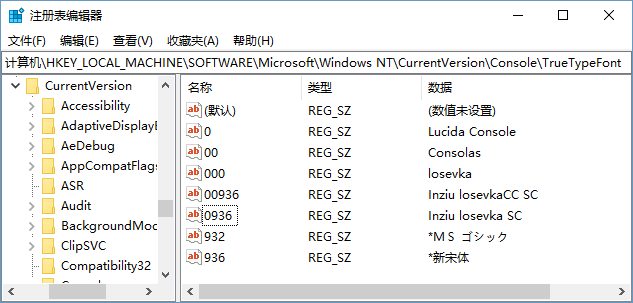 注册表编辑器
文件(F) 编辑(E) 查看(V) 收藏夹(A) 帮助(H)
计算机\HKEY_LOCAL_MACHINE\SOFTWARE\Microsoft\Windows NT\CurrentVersion\Console\TrueTypeFont
CurrentVersion
Accessibility
AdaptiveDisplayB
AeDebug
AppCompatFlags
ASR
Audit
BackgroundMod
ClipSVC
Compatibility32
名称 类型 数据
(默认) REG_SZ (数值未设置)
0 REG_SZ Lucida Console
00 REG_SZ Consolas
000 REG_SZ Iosevka
00936 REG_SZ Inziu IosevkaCC SC
0936 REG_SZ Inziu Iosevka SC
932 REG_SZ *ＭＳ ゴシック
936 REG_SZ *新宋体